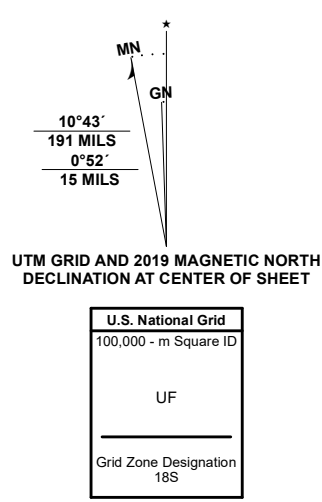 ★
MN
GN
10°43´
191 MILS
0°52´
15 MILS
UTM GRID AND 2019 MAGNETIC NORTH
DECLINATION AT CENTER OF SHEET
U.S. National Grid
100,000 - m Square ID
UF
Grid Zone Designation
18S